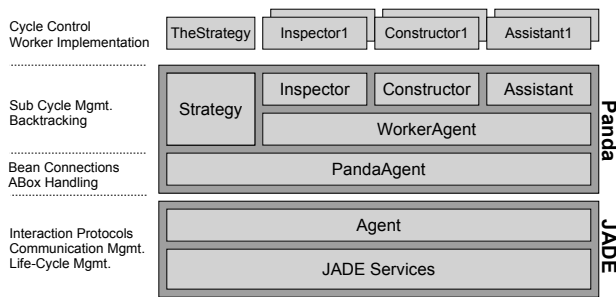 Cycle Control
Worker Implementation
TheStrategy
Inspector1
Constructor1
Assistant1
Sub Cycle Mgmt.
Backtracking
Strategy
Inspector
Constructor
Assistant
WorkerAgent
Panda
Bean Connections
ABox Handling
PandaAgent
Interaction Protocols
Communication Mgmt.
Life-Cycle Mgmt.
Agent
JADE Services
JADE